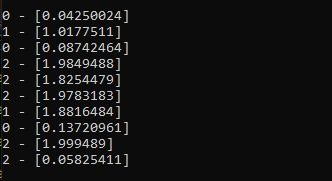 0 - [0.04250024]
1 - [1.0177511]
0 - [0.08742464]
2 - [1.9849488]
2 - [1.8254479]
2 - [1.9783183]
1 - [1.8816484]
0 - [0.13720961]
2 - [1.999489]
2 - [0.05825411]